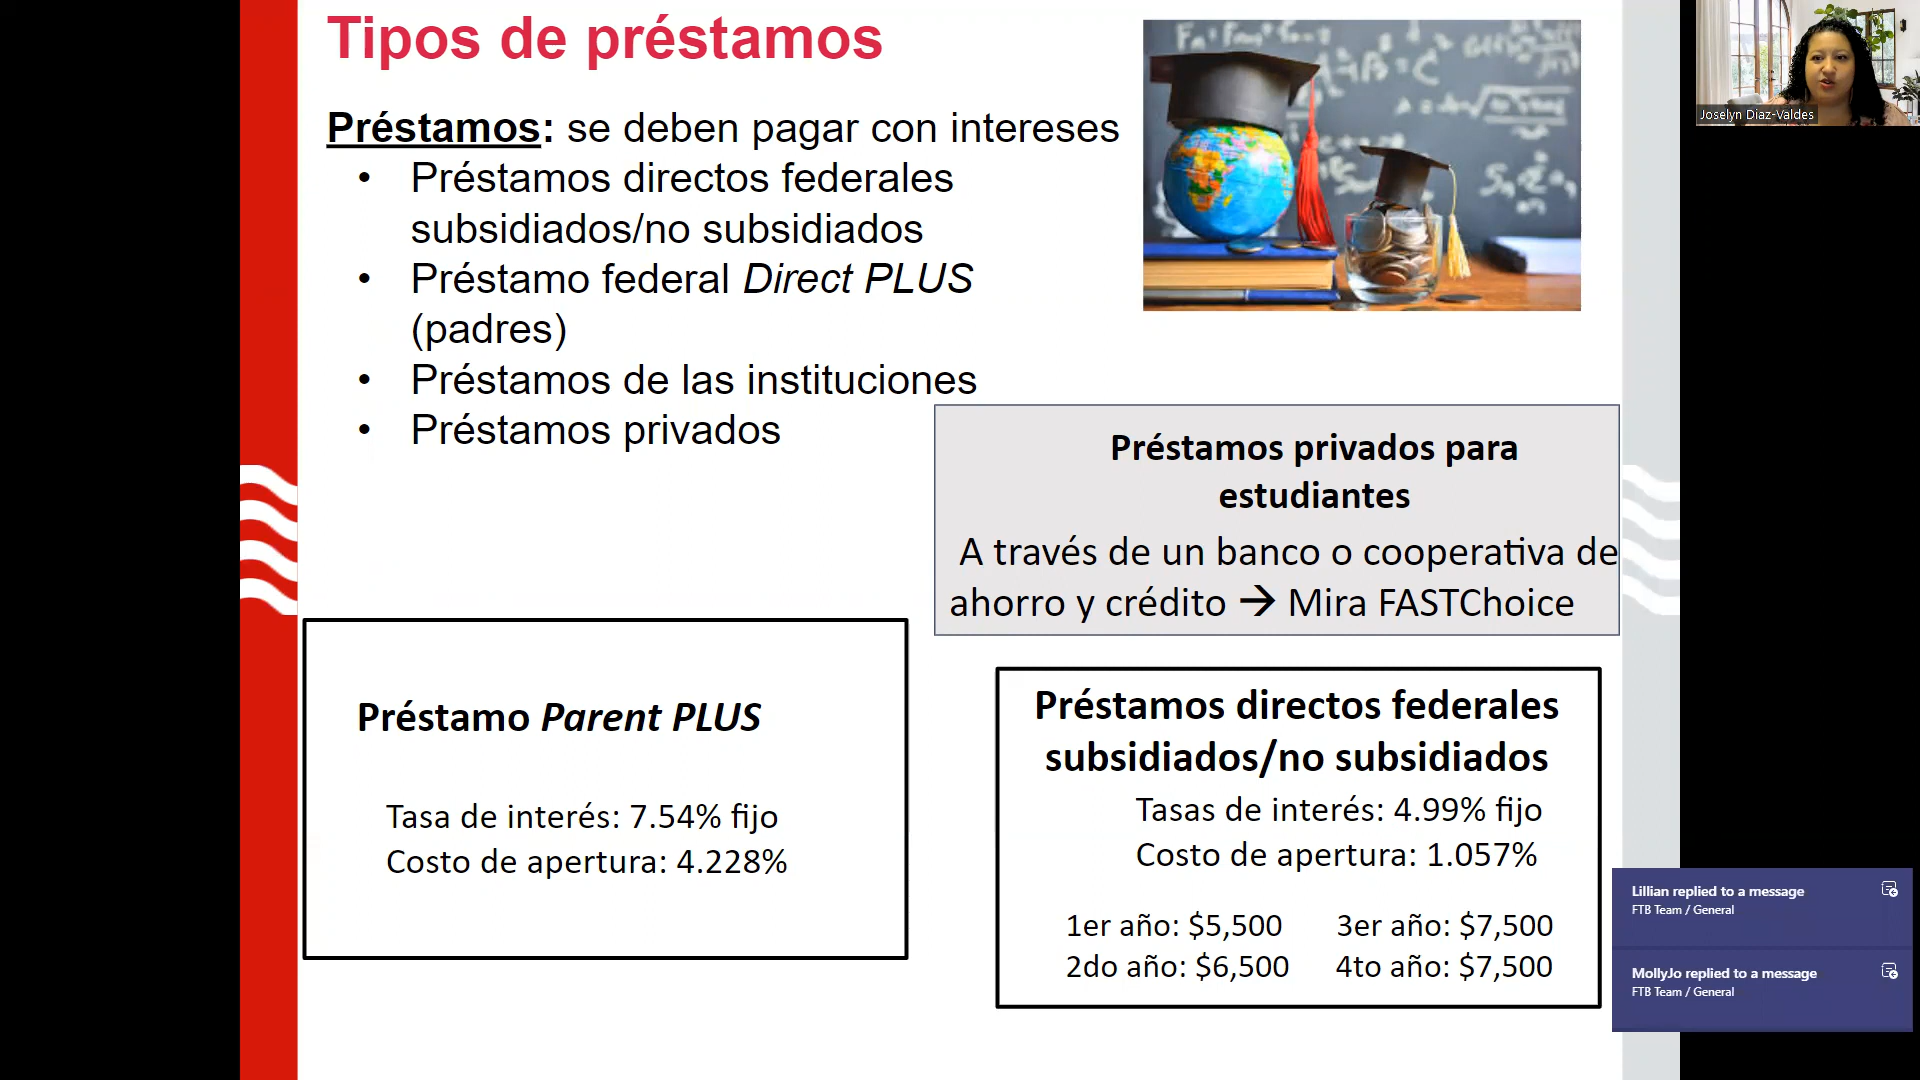 Tipos de préstamos
Préstamos: se deben pagar con intereses
• Préstamos directos federales
subsidiados/no subsidiados
• Préstamo federal Direct PLUS
(padres)
• Préstamos de las instituciones
• Préstamos privados
Préstamos privados para
estudiantes
A través de un banco o cooperativa de
ahorro y crédito → Mira FASTChoice
Préstamo Parent PLUS
Tasa de interés: 7.54% fijo
Costo de apertura: 4.228%
Préstamos directos federales
subsidiados/no subsidiados
Tasas de interés: 4.99% fijo
Costo de apertura: 1.057%
1er año: $5,500 3er año: $7,500
2do año: $6,500 4to año: $7,500
Joselyn Diaz-Valdes
Lillian replied to a message
FTB Team / General
MollyJo replied to a message
FTB Team / General